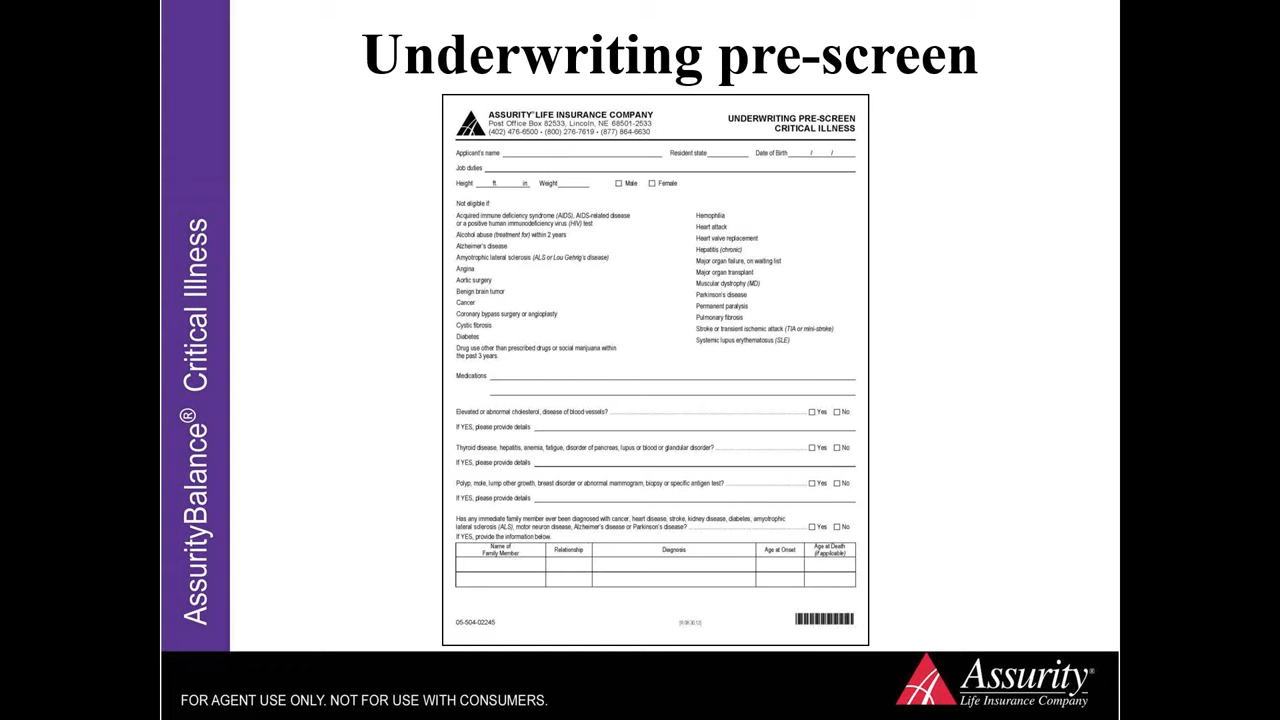 Underwriting pre-screen
AssurityBalance® Critical Illness
ASSURITY® LIFE INSURANCE COMPANY
Post Office Box 82533, Lincoln, NE 68501-2533
(402) 476-6500 • (800) 276-7619 • (877) 864-6630
UNDERWRITING PRE-SCREEN
CRITICAL ILLNESS
Applicant's name Resident state Date of Birth / /
Job duties
Height ft. in. Weight Male Female
Not eligible if:
Acquired immune deficiency syndrome (AIDS), AIDS-related disease
or a positive human immunodeficiency virus (HIV) test
Alcohol abuse (treatment for) within 2 years
Alzheimer's disease
Amyotrophic lateral sclerosis (ALS or Lou Gehrig's disease)
Angina
Aortic surgery
Benign brain tumor
Cancer
Coronary bypass surgery or angioplasty
Cystic fibrosis
Diabetes
Drug use other than prescribed drugs or social marijuana within
the past 3 years.
Hemophilia
Heart attack
Heart valve replacement
Hepatitis (chronic)
Major organ failure, on waiting list
Major organ transplant
Muscular dystrophy (MD)
Parkinson's disease
Permanent paralysis
Pulmonary fibrosis
Stroke or transient ischemic attack (TIA or mini-stroke)
Systemic lupus erythematosus (SLE)
Medications
Elevated or abnormal cholesterol, disease of blood vessels? Yes No
If YES, please provide details
Thyroid disease, hepatitis, anemia, fatigue, disorder of pancreas, lupus or blood or glandular disorder? Yes No
If YES, please provide details
Polyp, mole, lump other growth, breast disorder or abnormal mammogram, biopsy or specific antigen test? Yes No
If YES, please provide details
Has any immediate family member ever been diagnosed with cancer, heart disease, stroke, kidney disease, diabetes, amyotrophic
lateral sclerosis (ALS), motor neuron disease, Alzheimer's disease or Parkinson's disease? Yes No
If YES, provide the information below.
Name of
Family Member
Relationship
Diagnosis
Age at Onset
Age at Death
(if applicable)
05-504-02245
FOR AGENT USE ONLY. NOT FOR USE WITH CONSUMERS.
Assurity®
Life Insurance Company